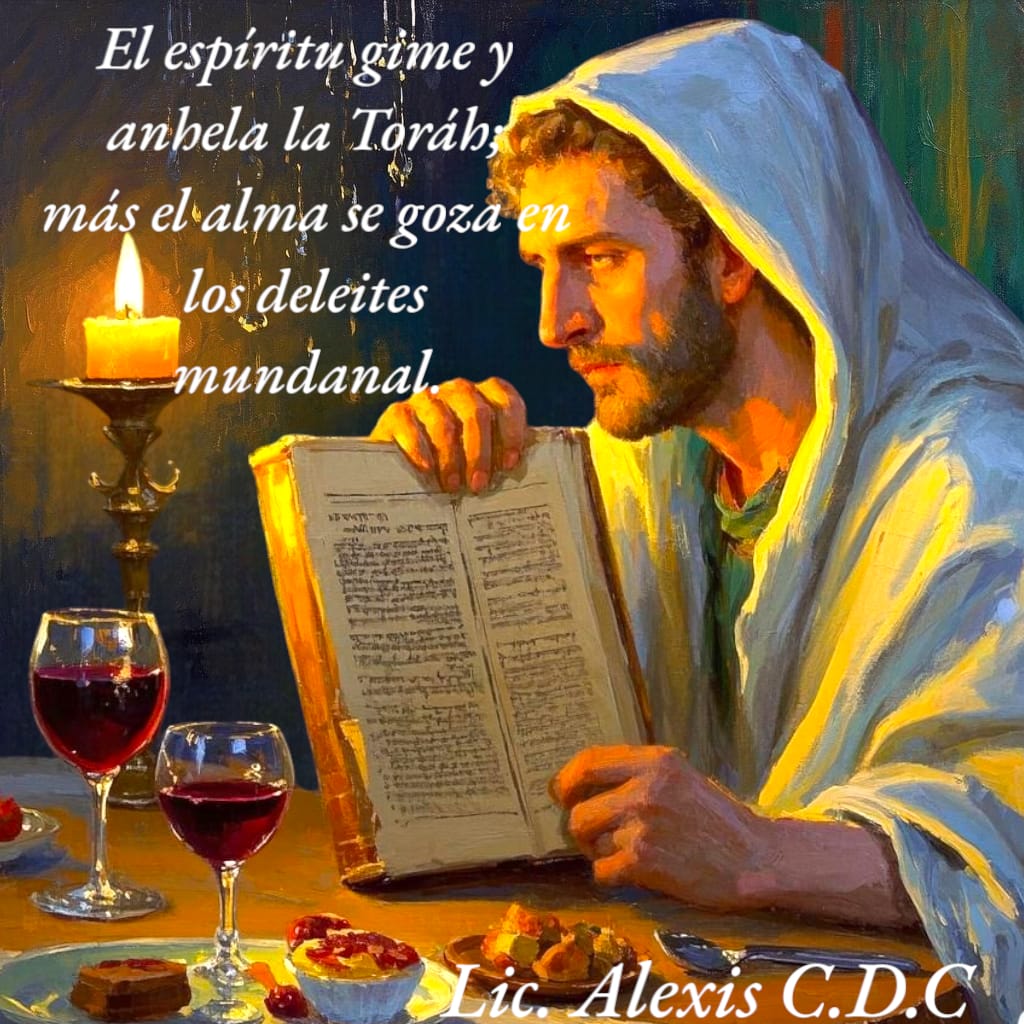 El espíritu gime y
anhela la Toráh;
más el alma se goza en
los deleites
mundanal.
Lic. Alexis C.D.C